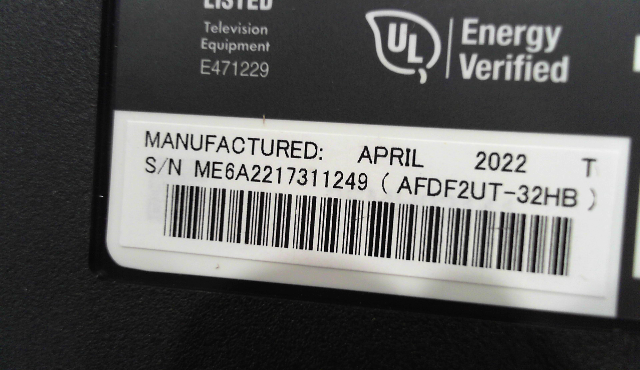 LISTED
Television
Equipment
E471229
UL
Energy
Verified
MANUFACTURED: APRIL 2022 T
S/N ME6A2217311249 ( AFDF2UT-32HB )